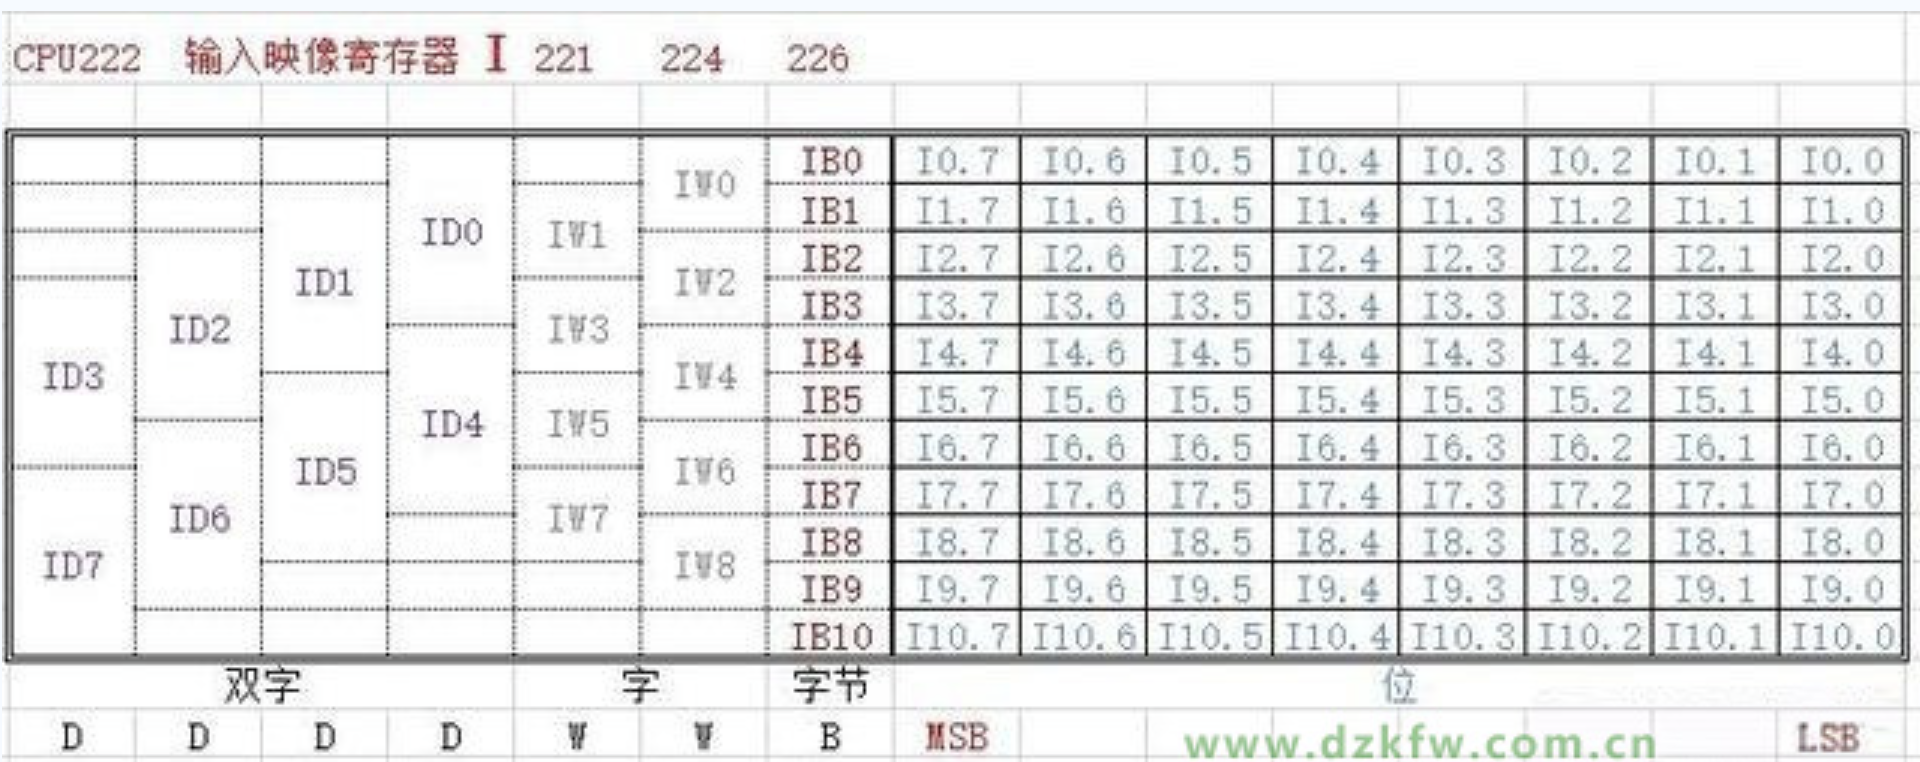 CPU222 输入映像寄存器 I 221 224 226
IB0 I0.7 I0.6 I0.5 I0.4 I0.3 I0.2 I0.1 I0.0
IW0
IB1 I1.7 I1.6 I1.5 I1.4 I1.3 I1.2 I1.1 I1.0
ID0 IW1
IB2 I2.7 I2.6 I2.5 I2.4 I2.3 I2.2 I2.1 I2.0
ID1 IW2
IB3 I3.7 I3.6 I3.5 I3.4 I3.3 I3.2 I3.1 I3.0
ID2 IW3
IB4 I4.7 I4.6 I4.5 I4.4 I4.3 I4.2 I4.1 I4.0
ID3 IW4
IB5 I5.7 I5.6 I5.5 I5.4 I5.3 I5.2 I5.1 I5.0
ID4 IW5
IB6 I6.7 I6.6 I6.5 I6.4 I6.3 I6.2 I6.1 I6.0
ID5 IW6
IB7 I7.7 I7.6 I7.5 I7.4 I7.3 I7.2 I7.1 I7.0
ID6 IW7
IB8 I8.7 I8.6 I8.5 I8.4 I8.3 I8.2 I8.1 I8.0
ID7 IW8
IB9 I9.7 I9.6 I9.5 I9.4 I9.3 I9.2 I9.1 I9.0
IB10 I10.7 I10.6 I10.5 I10.4 I10.3 I10.2 I10.1 I10.0
双字 字 字节 位
D D D D W W B MSB LSB
www.dzkfw.com.cn